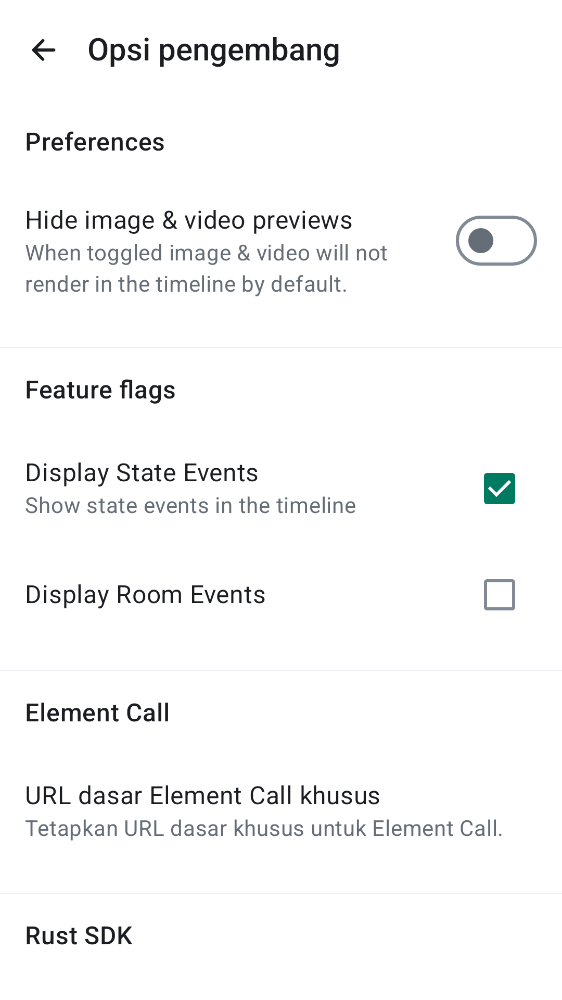 Opsi pengembang
Preferences
Hide image & video previews
When toggled image & video will not
render in the timeline by default.
Feature flags
Display State Events
Show state events in the timeline
Display Room Events
Element Call
URL dasar Element Call khusus
Tetapkan URL dasar khusus untuk Element Call.
Rust SDK